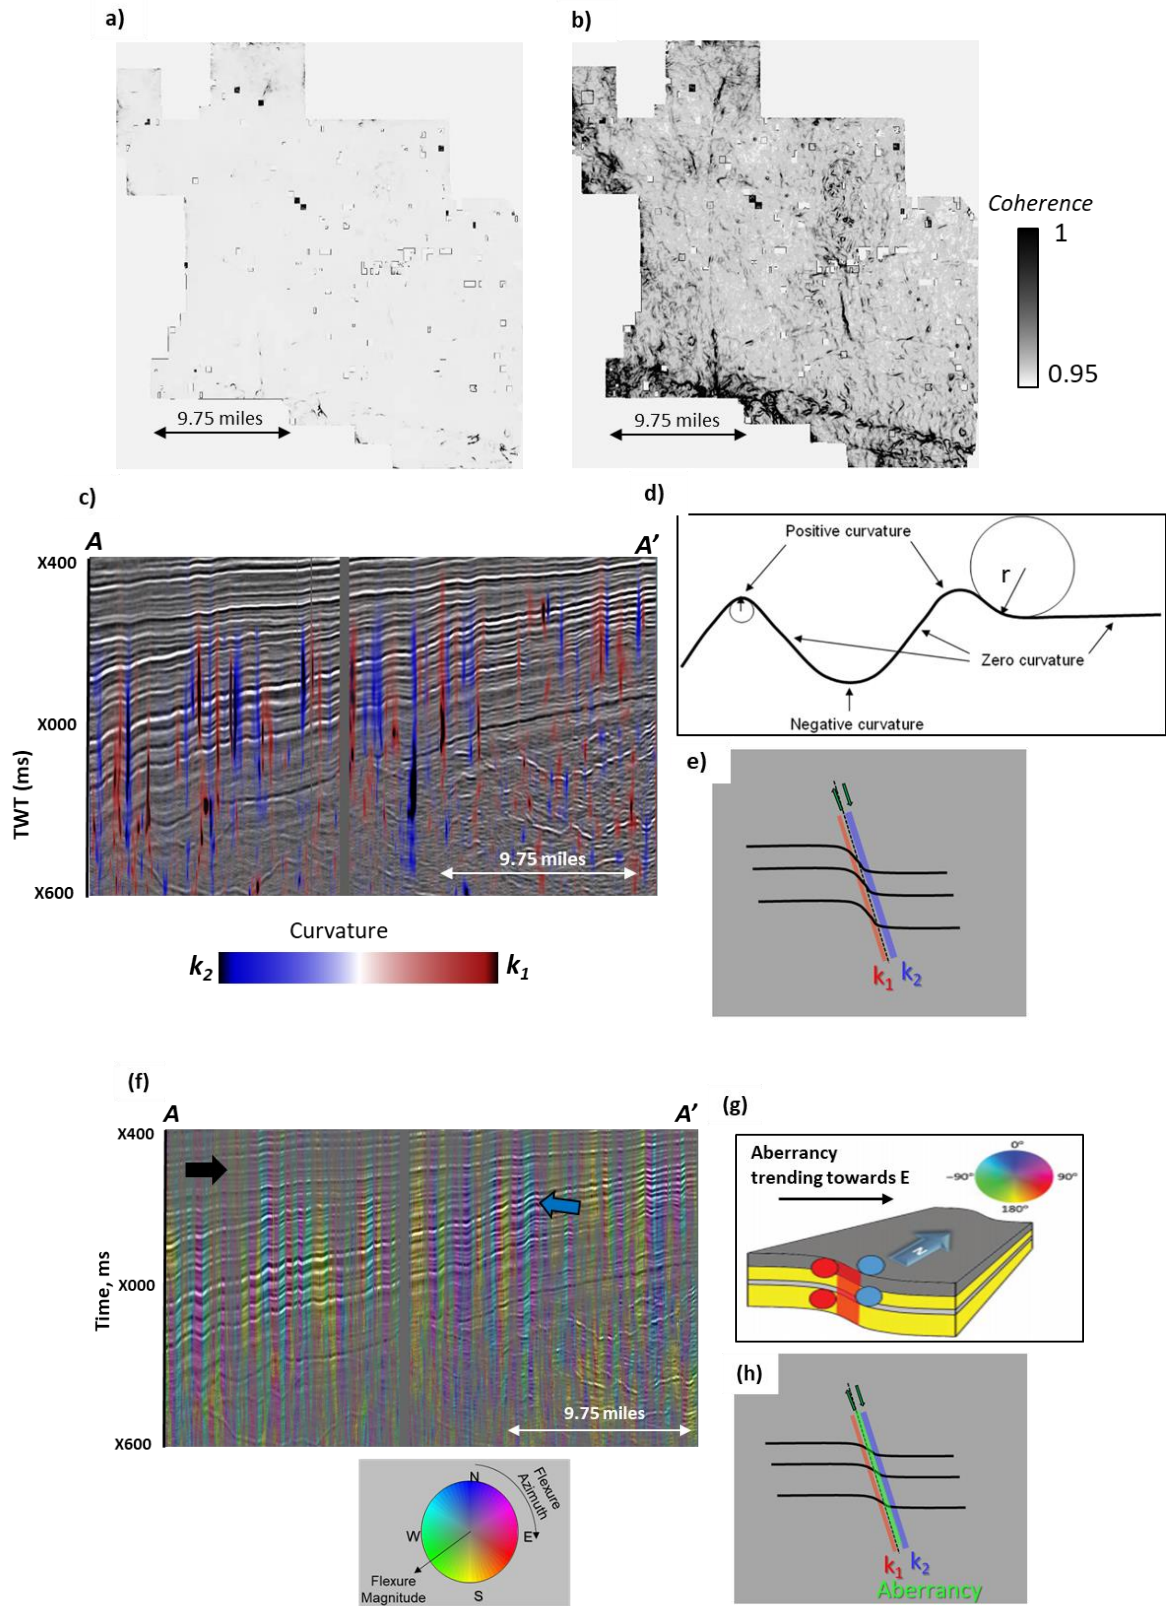 a)
b)
Coherence
1
0.95
9.75 miles
9.75 miles
c)
d)
A
A'
X400
X000
X600
TWT (ms)
9.75 miles
Curvature
k2
k1
Positive curvature
r
Zero curvature
Negative curvature
e)
k1
k2
(f)
A
A'
X400
X000
X600
Time, ms
9.75 miles
N
E
S
W
Flexure
Azimuth
Flexure
Magnitude
(g)
Aberrancy
trending towards E
0°
-90°
90°
180°
N
(h)
k1
k2
Aberrancy